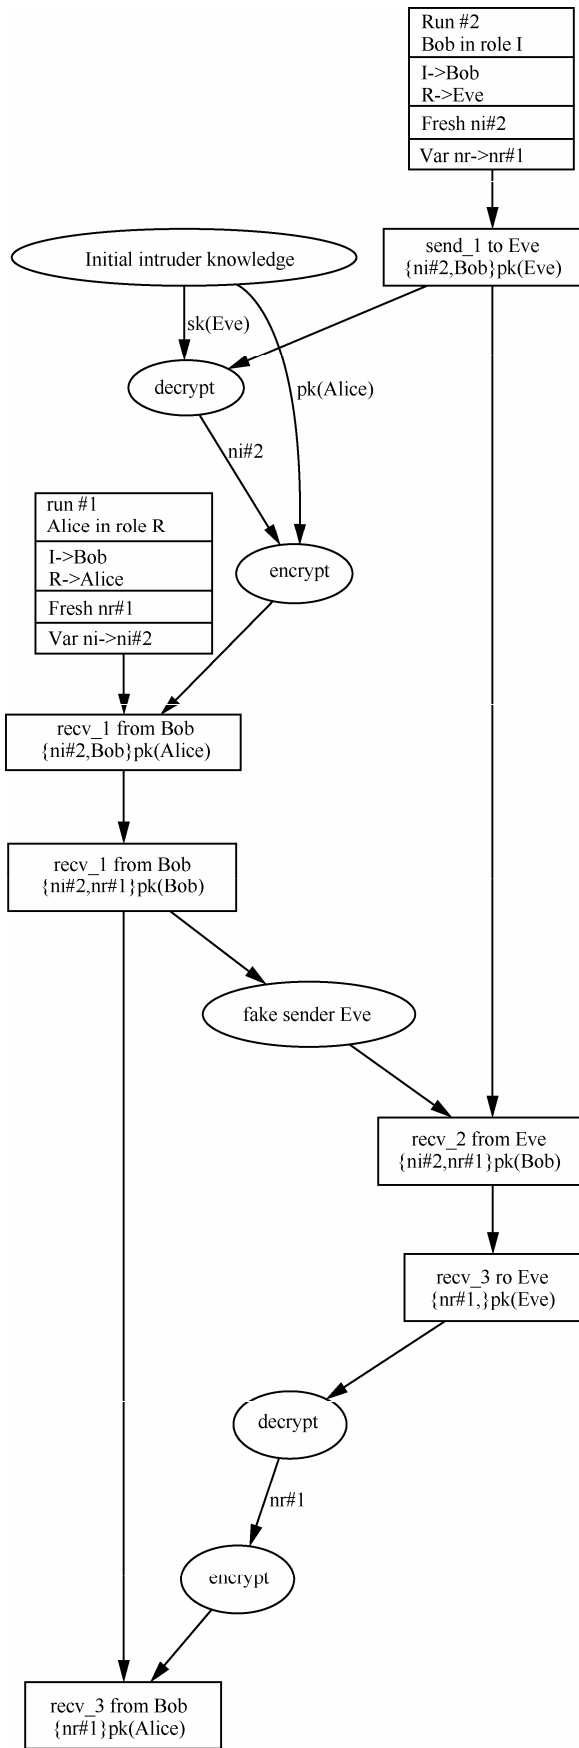 Run #2
Bob in role I
I->Bob
R->Eve
Fresh ni#2
Var nr->nr#1
send_1 to Eve
{ni#2,Bob}pk(Eve)
Initial intruder knowledge
sk(Eve)
decrypt
pk(Alice)
ni#2
run #1
Alice in role R
I->Bob
R->Alice
Fresh nr#1
Var ni->ni#2
encrypt
recv_1 from Bob
{ni#2,Bob}pk(Alice)
recv_1 from Bob
{ni#2,nr#1}pk(Bob)
fake sender Eve
recv_2 from Eve
{ni#2,nr#1}pk(Bob)
recv_3 ro Eve
{nr#1,}pk(Eve)
decrypt
nr#1
encrypt
recv_3 from Bob
{nr#1}pk(Alice)